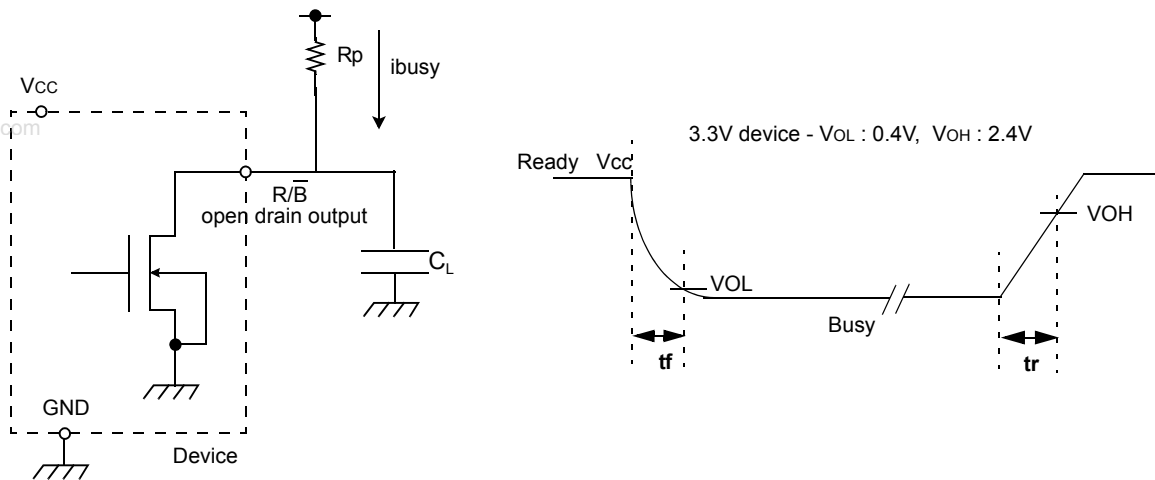 Rp
ibusy
VCC
com
R/B̅
open drain output
CL
GND
Device
3.3V device - VOL : 0.4V, VOH : 2.4V
Ready Vcc
VOH
VOL
Busy
tf
tr